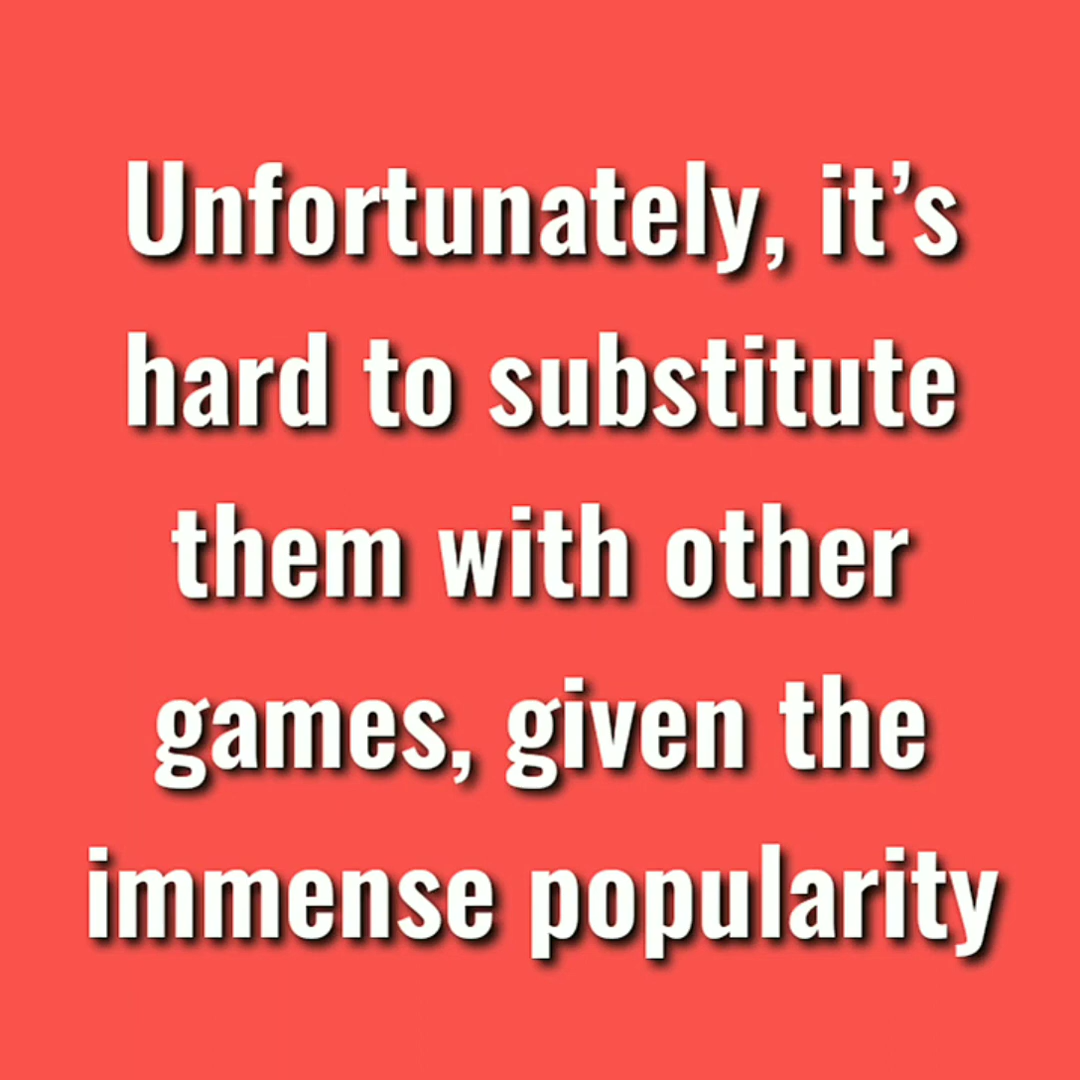 Unfortunately, it’s
hard to substitute
them with other
games, given the
immense popularity